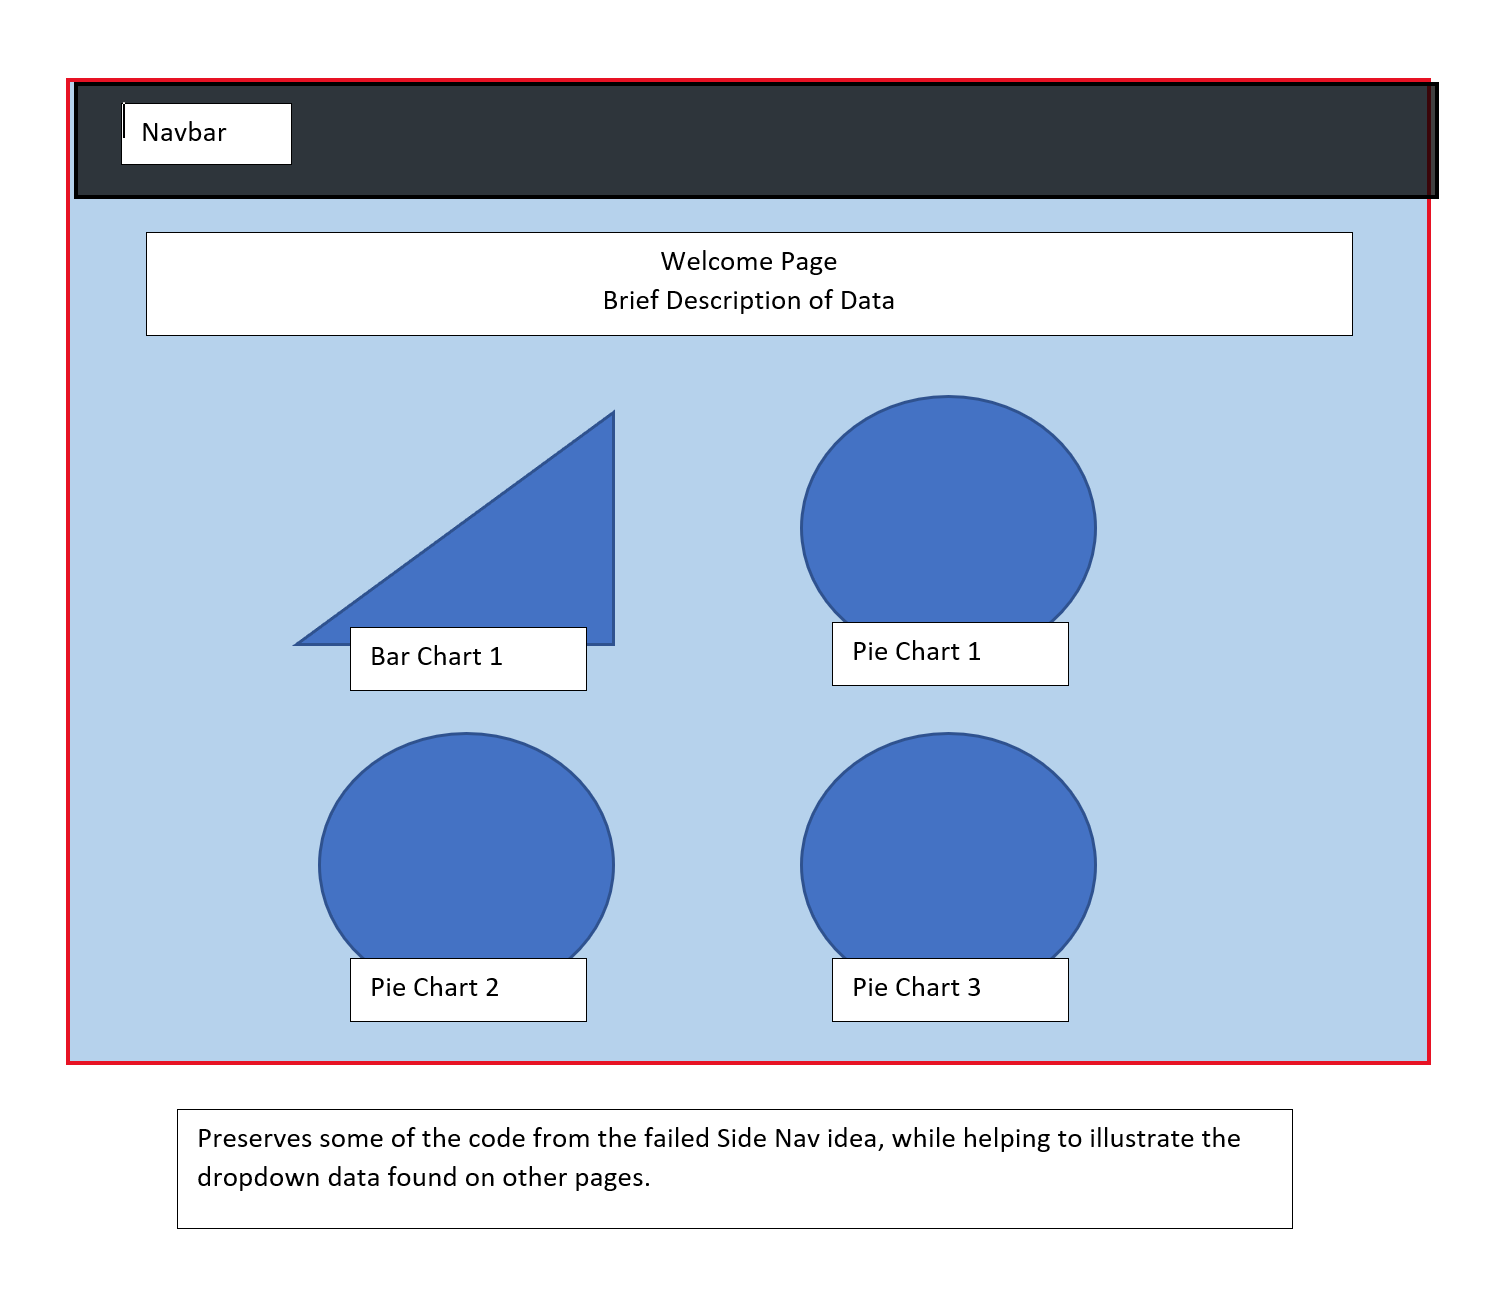 Navbar
Welcome Page
Brief Description of Data
Bar Chart 1
Pie Chart 1
Pie Chart 2
Pie Chart 3
Preserves some of the code from the failed Side Nav idea, while helping to illustrate the
dropdown data found on other pages.